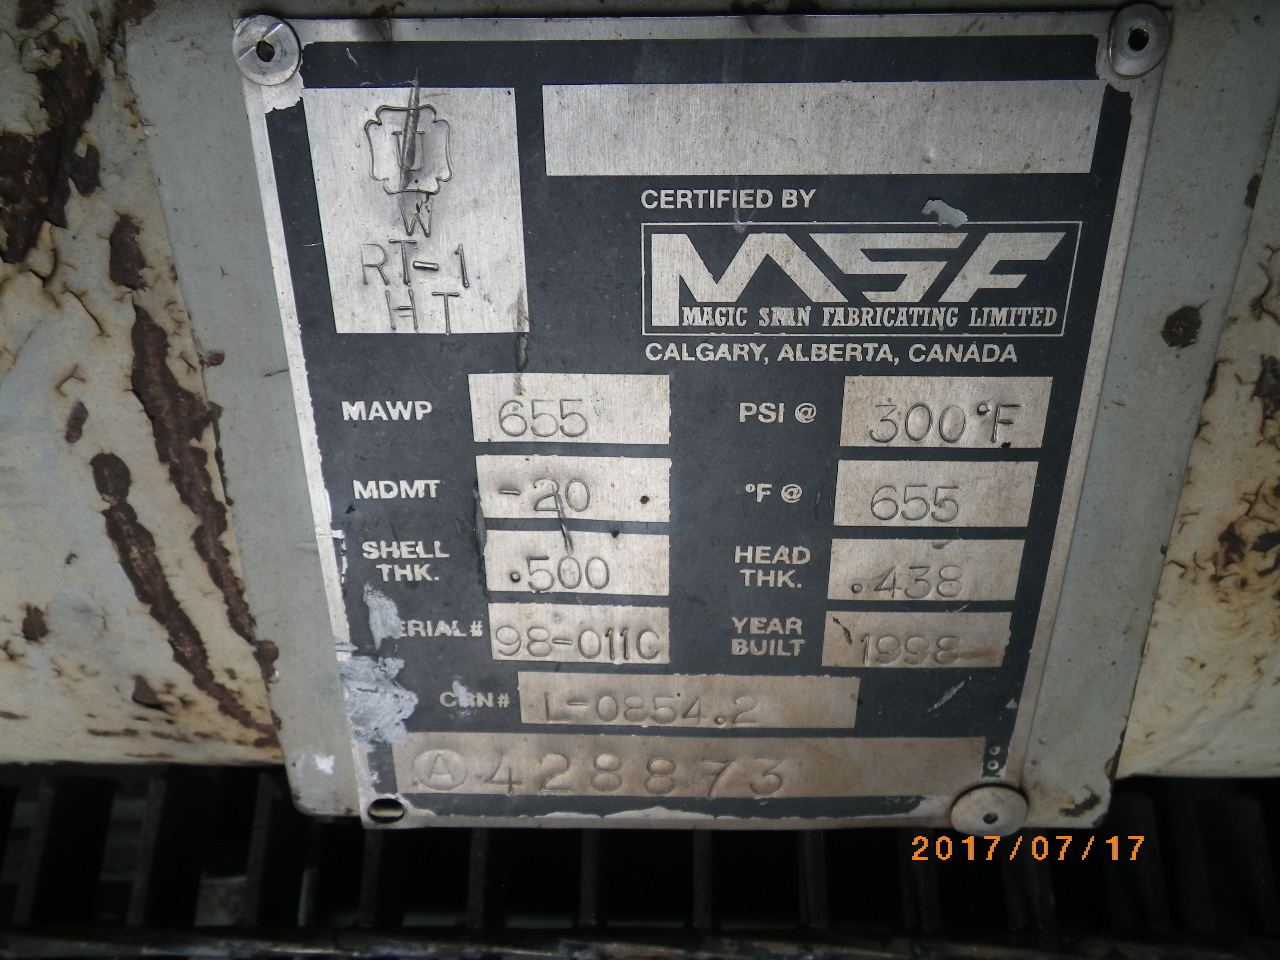 U
W
RT-1
HT
CERTIFIED BY
MSF
MAGIC SPAN FABRICATING LIMITED
CALGARY, ALBERTA, CANADA
MAWP 655 PSI @ 300°F
MDMT -20 °F @ 655
SHELL THK. .500 HEAD THK. .438
SERIAL# 98-011C YEAR BUILT 1998
CRN# L-0854.2
A 428873
2017/07/17